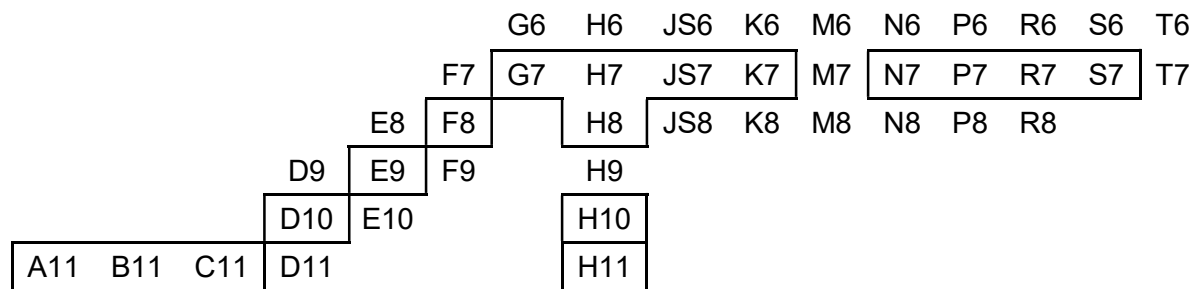 G6 H6 JS6 K6 M6 N6 P6 R6 S6 T6
F7 G7 H7 JS7 K7 M7 N7 P7 R7 S7 T7
E8 F8 H8 JS8 K8 M8 N8 P8 R8
D9 E9 F9 H9
D10 E10 H10
A11 B11 C11 D11 H11